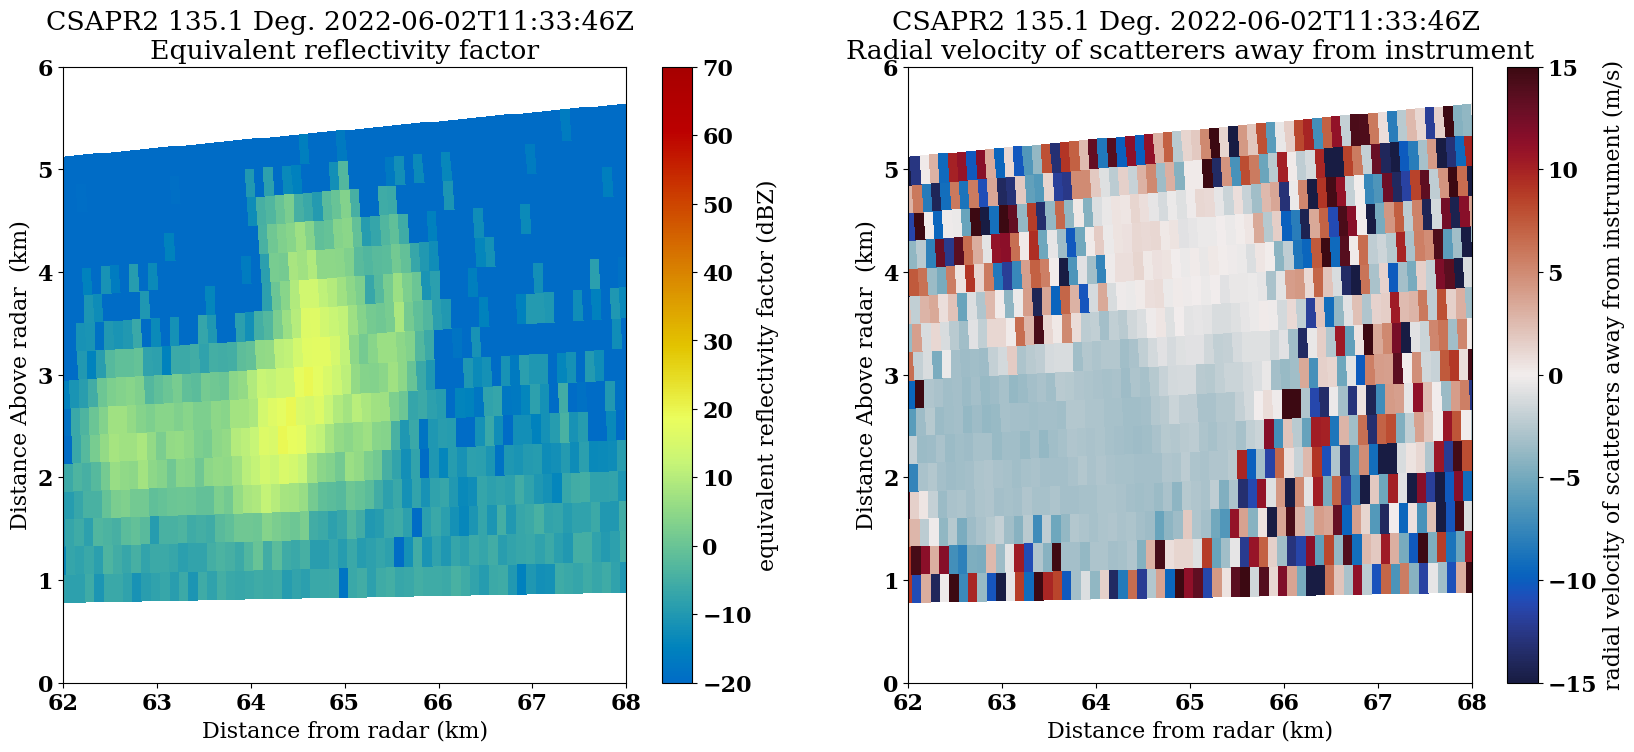 CSAPR2 135.1 Deg. 2022-06-02T11:33:46Z
Equivalent reflectivity factor
6
5
4
3
2
1
0
Distance Above radar  (km)
62 63 64 65 66 67 68
Distance from radar (km)
70
60
50
40
30
20
10
0
−10
−20
equivalent reflectivity factor (dBZ)
CSAPR2 135.1 Deg. 2022-06-02T11:33:46Z
Radial velocity of scatterers away from instrument
6
5
4
3
2
1
0
Distance Above radar  (km)
62 63 64 65 66 67 68
Distance from radar (km)
15
10
5
0
−5
−10
−15
radial velocity of scatterers away from instrument (m/s)